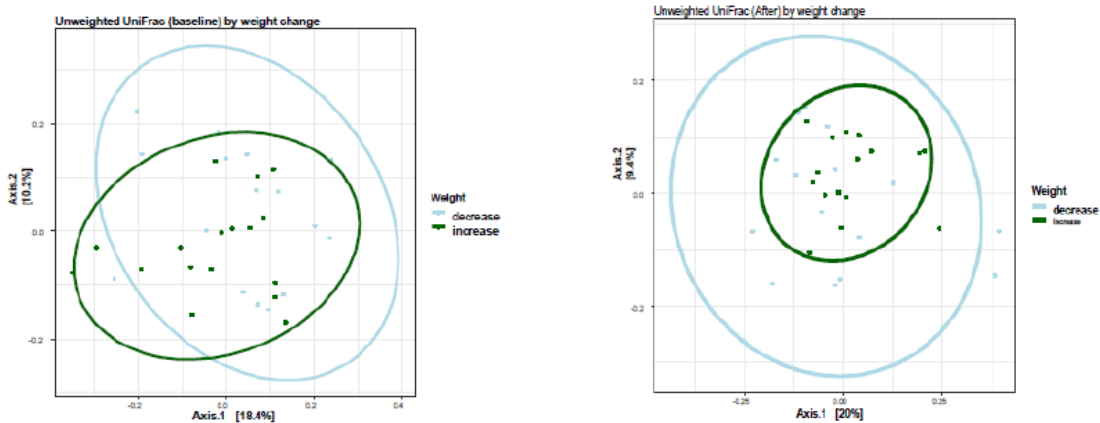 Unweighted UniFrac (baseline) by weight change
0.2
0.0
-0.2
Axis.2
[10.2%]
-0.2
0.0
0.2
0.4
Axis.1 [18.4%]
Weight
decrease
increase
Unweighted UniFrac (After) by weight change
0.2
0.0
-0.2
Axis.2
[9.4%]
-0.25
0.00
0.25
Axis.1 [20%]
Weight
decrease
increase